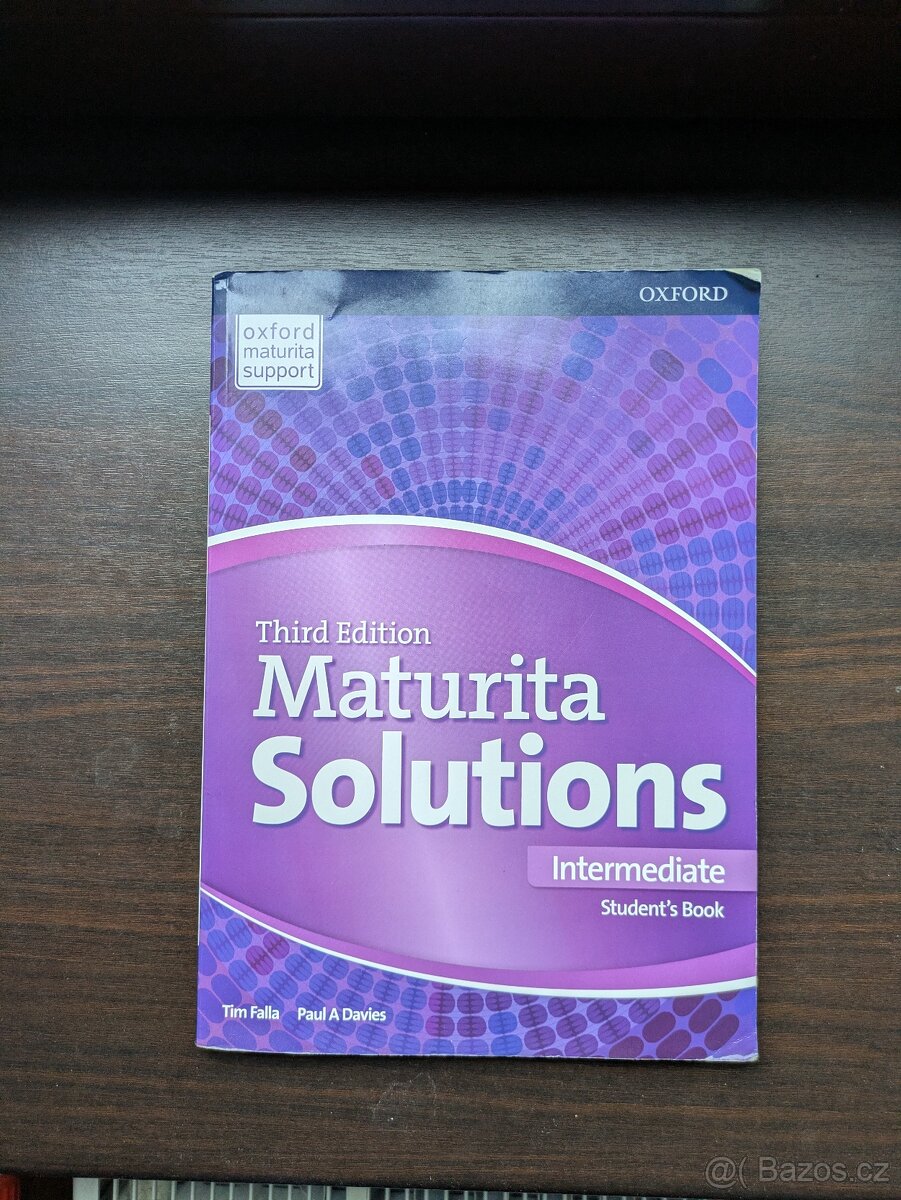 OXFORD
oxford
maturita
support
Third Edition
Maturita
Solutions
Intermediate
Student's Book
Tim Falla Paul A Davies
@( Bazos.cz